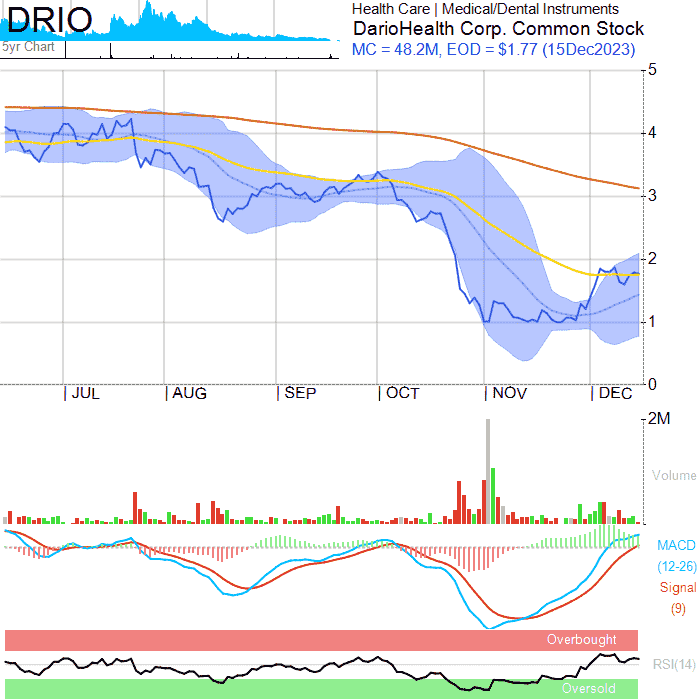 DRIO
5yr Chart
Health Care | Medical/Dental Instruments
DarioHealth Corp. Common Stock
MC = 48.2M, EOD = $1.77 (15Dec2023)
5
4
3
2
1
0
JUL AUG SEP OCT NOV DEC
2M
Volume
MACD
(12-26)
Signal
(9)
Overbought
RSI(14)
Oversold